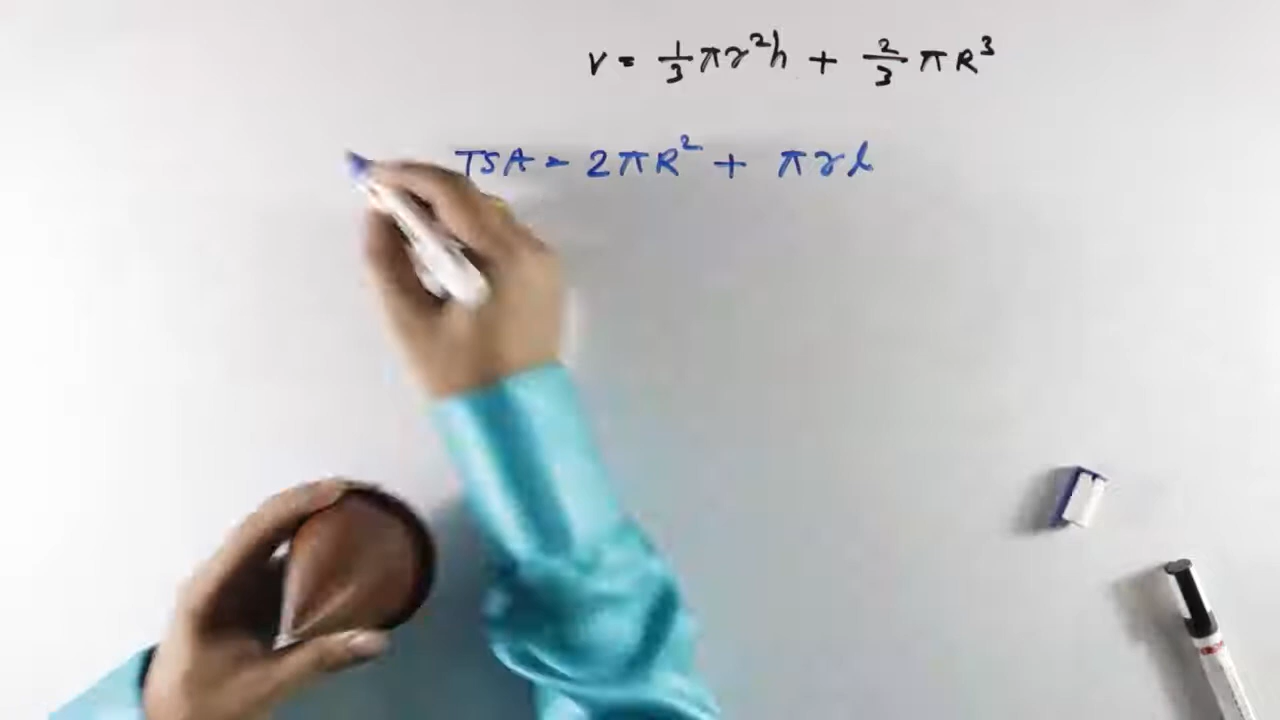 V = 1/3 πr²h + 2/3 πR³
TSA = 2πR² + πrl